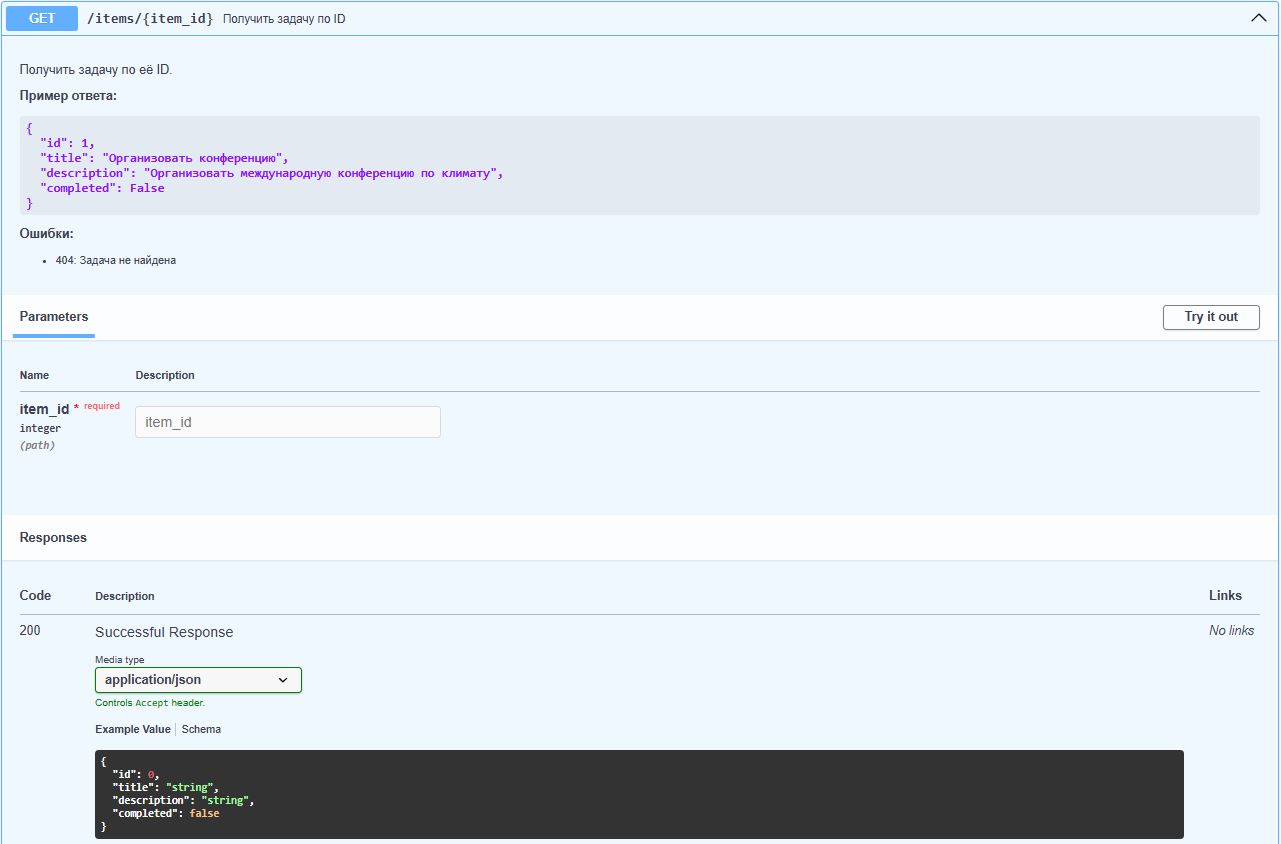 GET /items/{item_id} Получить задачу по ID
Получить задачу по её ID.
Пример ответа:
{
"id": 1,
"title": "Организовать конференцию",
"description": "Организовать международную конференцию по климату",
"completed": False
}
Ошибки:
• 404: Задача не найдена
Parameters Try it out
Name Description
item_id * required item_id
integer
(path)
Responses
Code Description Links
200 Successful Response No links
Media type
application/json
Controls Accept header.
Example Value | Schema
{
"id": 0,
"title": "string",
"description": "string",
"completed": false
}